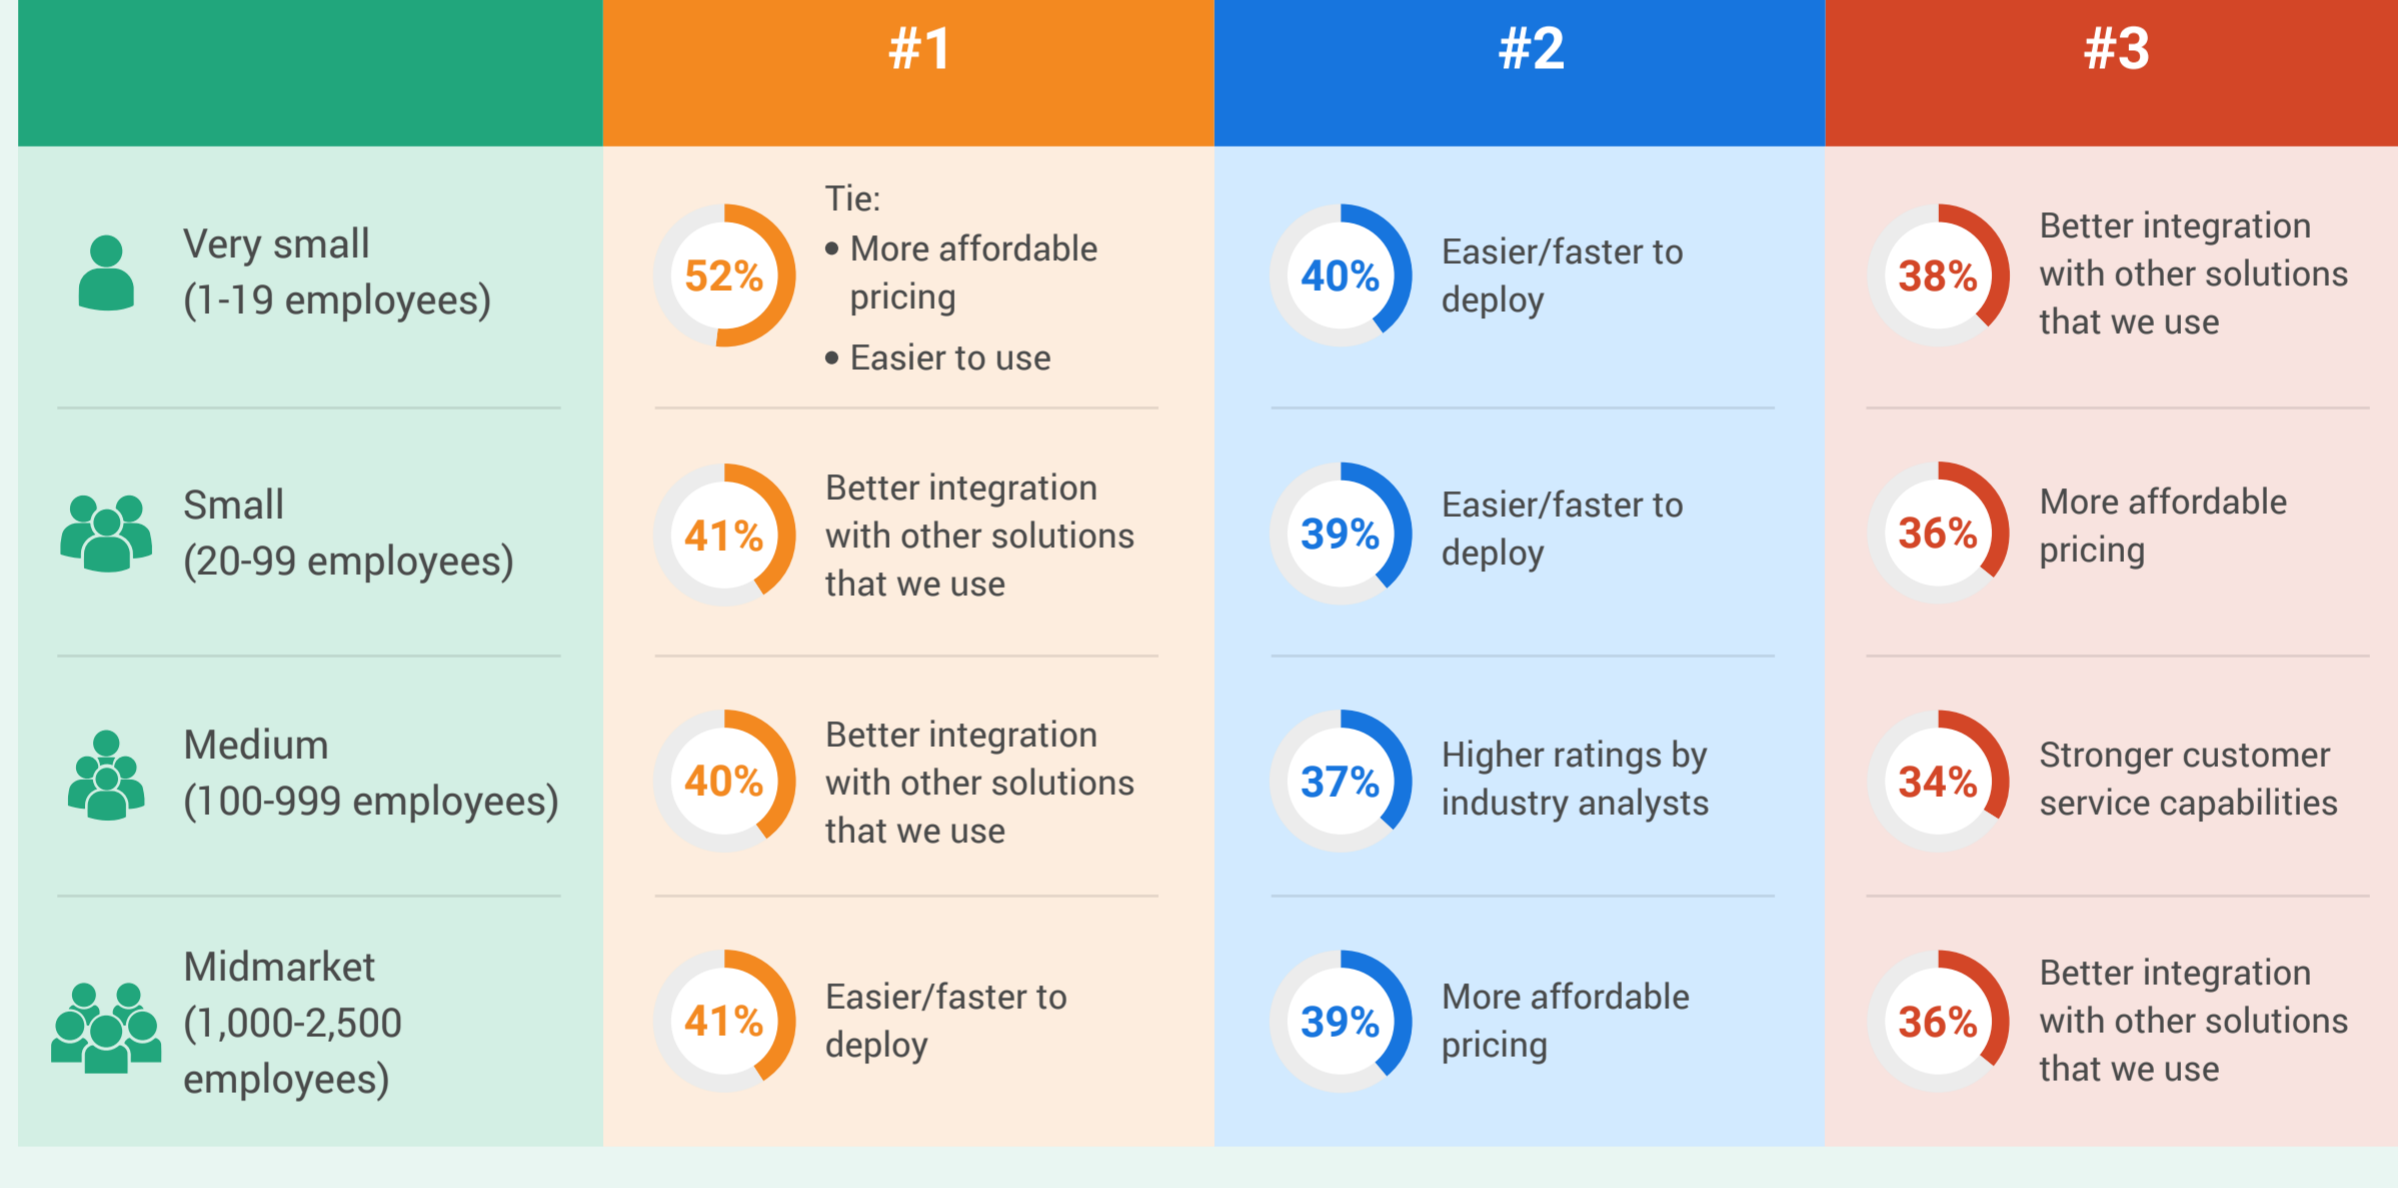 #1
#2
#3
Very small
(1-19 employees)
52%
Tie:
• More affordable
pricing
• Easier to use
40%
Easier/faster to
deploy
38%
Better integration
with other solutions
that we use
Small
(20-99 employees)
41%
Better integration
with other solutions
that we use
39%
Easier/faster to
deploy
36%
More affordable
pricing
Medium
(100-999 employees)
40%
Better integration
with other solutions
that we use
37%
Higher ratings by
industry analysts
34%
Stronger customer
service capabilities
Midmarket
(1,000-2,500
employees)
41%
Easier/faster to
deploy
39%
More affordable
pricing
36%
Better integration
with other solutions
that we use